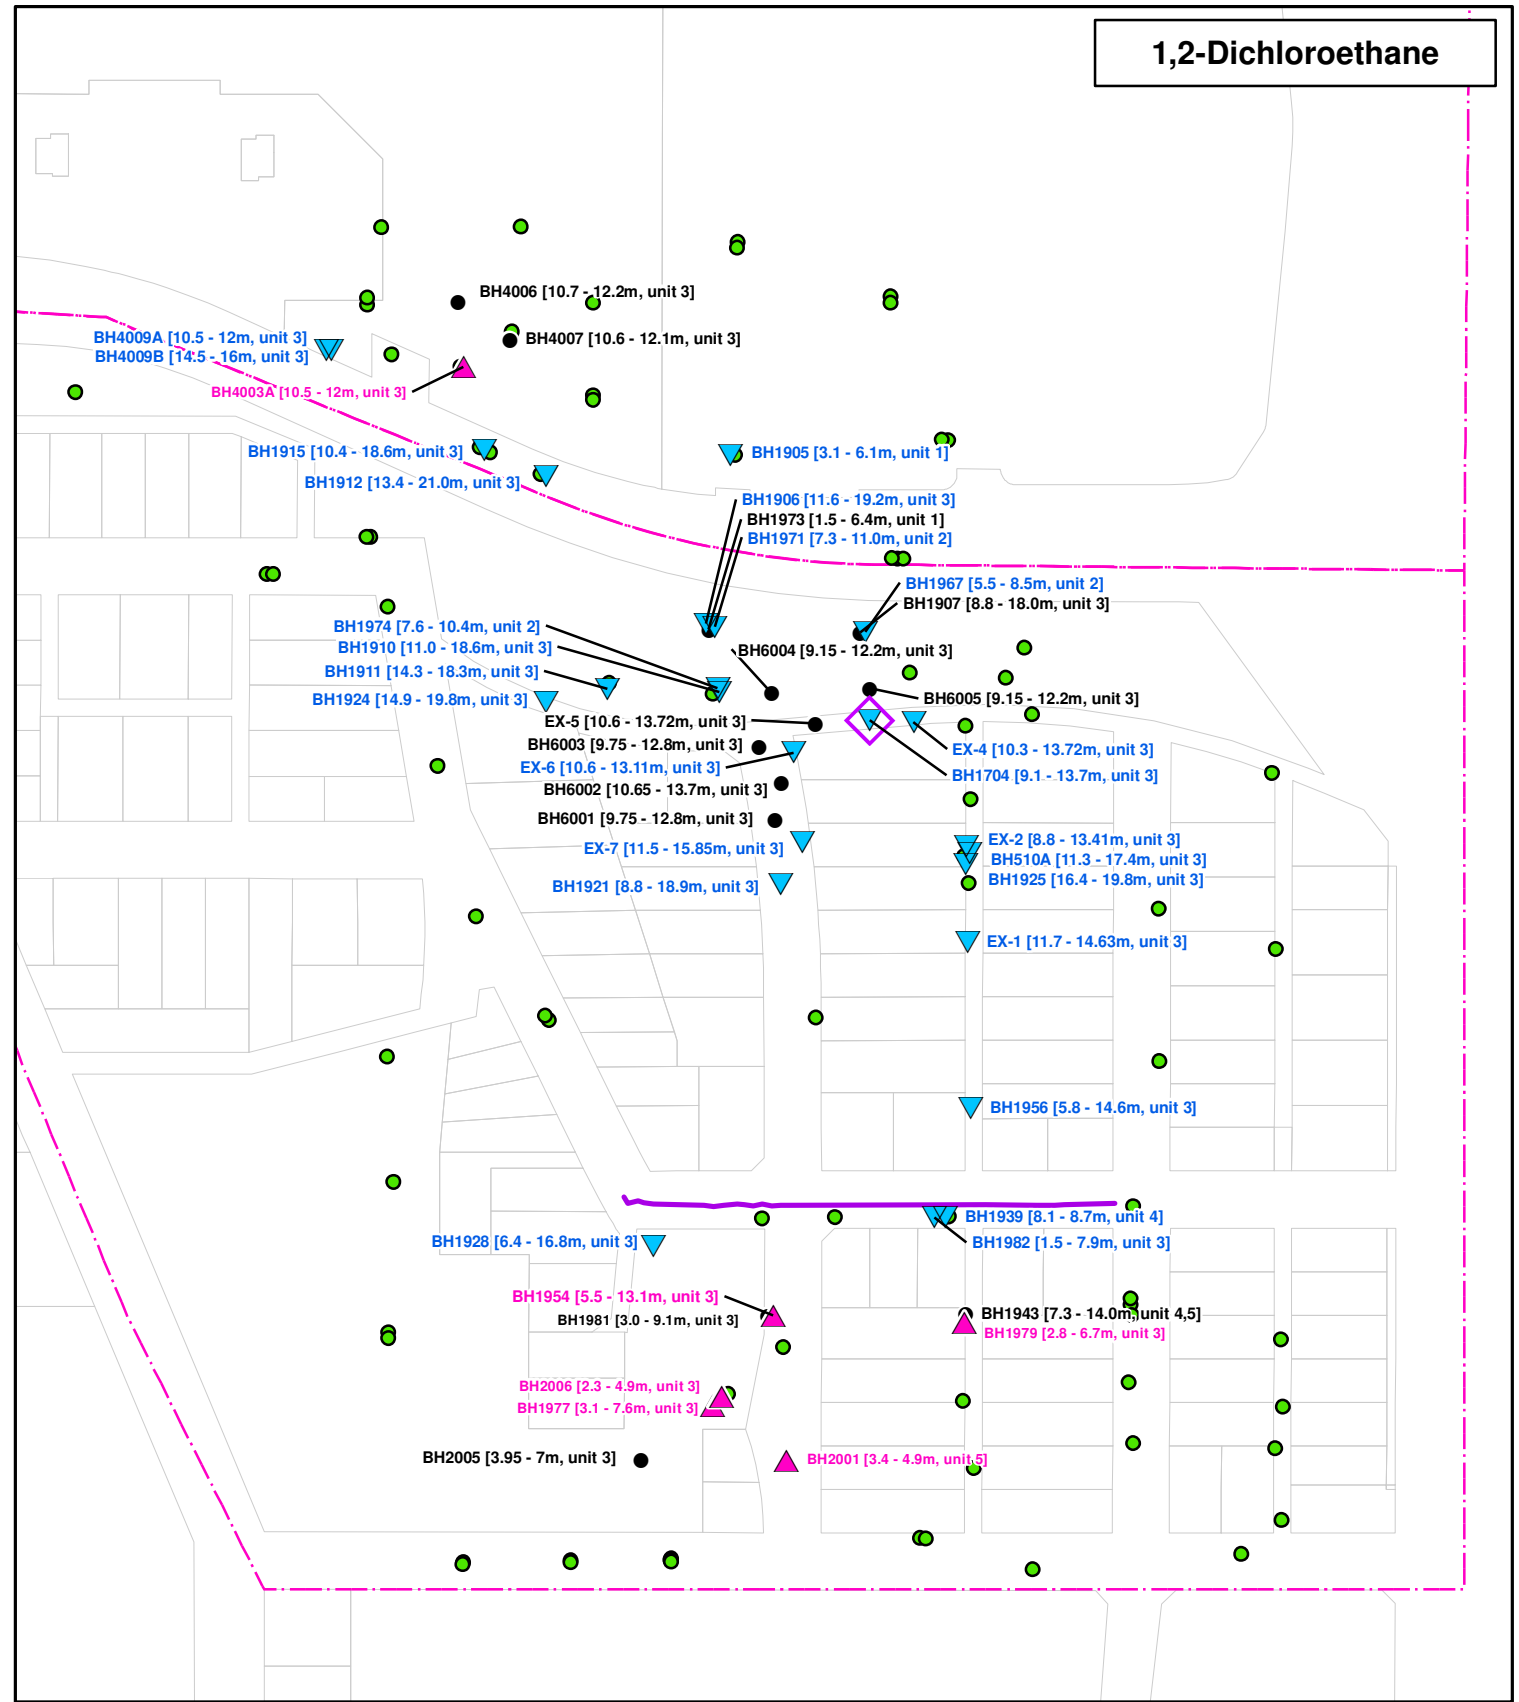 1,2-Dichloroethane
BH4006 [10.7 - 12.2m, unit 3]
BH4007 [10.6 - 12.1m, unit 3]
BH4009A [10.5 - 12m, unit 3]
BH4009B [14.5 - 16m, unit 3]
BH4003A [10.5 - 12m, unit 3]
BH1915 [10.4 - 18.6m, unit 3]
BH1905 [3.1 - 6.1m, unit 1]
BH1912 [13.4 - 21.0m, unit 3]
BH1906 [11.6 - 19.2m, unit 3]
BH1973 [1.5 - 6.4m, unit 1]
BH1971 [7.3 - 11.0m, unit 2]
BH1967 [5.5 - 8.5m, unit 2]
BH1907 [8.8 - 18.0m, unit 3]
BH1974 [7.6 - 10.4m, unit 2]
BH1910 [11.0 - 18.6m, unit 3]
BH6004 [9.15 - 12.2m, unit 3]
BH1911 [14.3 - 18.3m, unit 3]
BH1924 [14.9 - 19.8m, unit 3]
BH6005 [9.15 - 12.2m, unit 3]
EX-5 [10.6 - 13.72m, unit 3]
BH6003 [9.75 - 12.8m, unit 3]
EX-4 [10.3 - 13.72m, unit 3]
EX-6 [10.6 - 13.11m, unit 3]
BH1704 [9.1 - 13.7m, unit 3]
BH6002 [10.65 - 13.7m, unit 3]
BH6001 [9.75 - 12.8m, unit 3]
EX-2 [8.8 - 13.41m, unit 3]
EX-7 [11.5 - 15.85m, unit 3]
BH510A [11.3 - 17.4m, unit 3]
BH1925 [16.4 - 19.8m, unit 3]
BH1921 [8.8 - 18.9m, unit 3]
EX-1 [11.7 - 14.63m, unit 3]
BH1956 [5.8 - 14.6m, unit 3]
BH1939 [8.1 - 8.7m, unit 4]
BH1928 [6.4 - 16.8m, unit 3]
BH1982 [1.5 - 7.9m, unit 3]
BH1954 [5.5 - 13.1m, unit 3]
BH1981 [3.0 - 9.1m, unit 3]
BH1943 [7.3 - 14.0m, unit 4,5]
BH1979 [2.8 - 6.7m, unit 3]
BH2006 [2.3 - 4.9m, unit 3]
BH1977 [3.1 - 7.6m, unit 3]
BH2005 [3.95 - 7m, unit 3]
BH2001 [3.4 - 4.9m, unit 5]